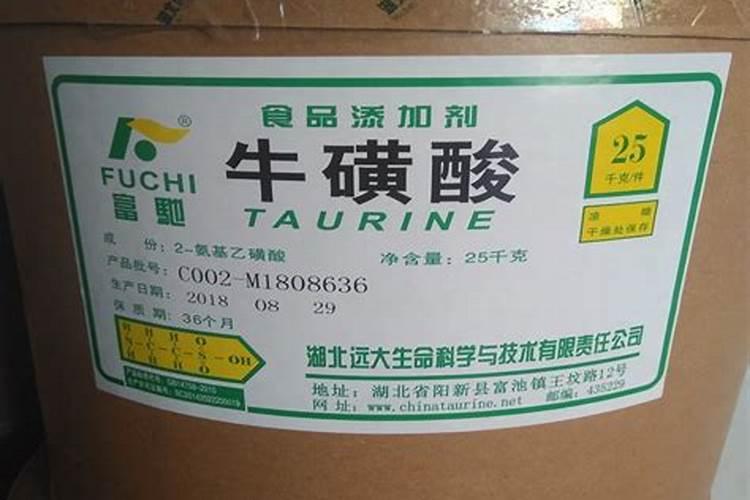 食品添加剂
®
FUCHI
富馳
牛磺酸
TAURINE
25
千克/件
干燥处保存
成 份: 2-氨基乙磺酸
净含量: 25千克
产品批号: C002-M1808636
生产日期: 2018 08 29
保 质 期: 36个月
H H H O
N-C-C-S-OH
H H H O
湖北远大生命科学与技术有限责任公司
地址: 湖北省阳新县富池镇王坟路12号
网址: www.chinataurine.net
邮编: 435229